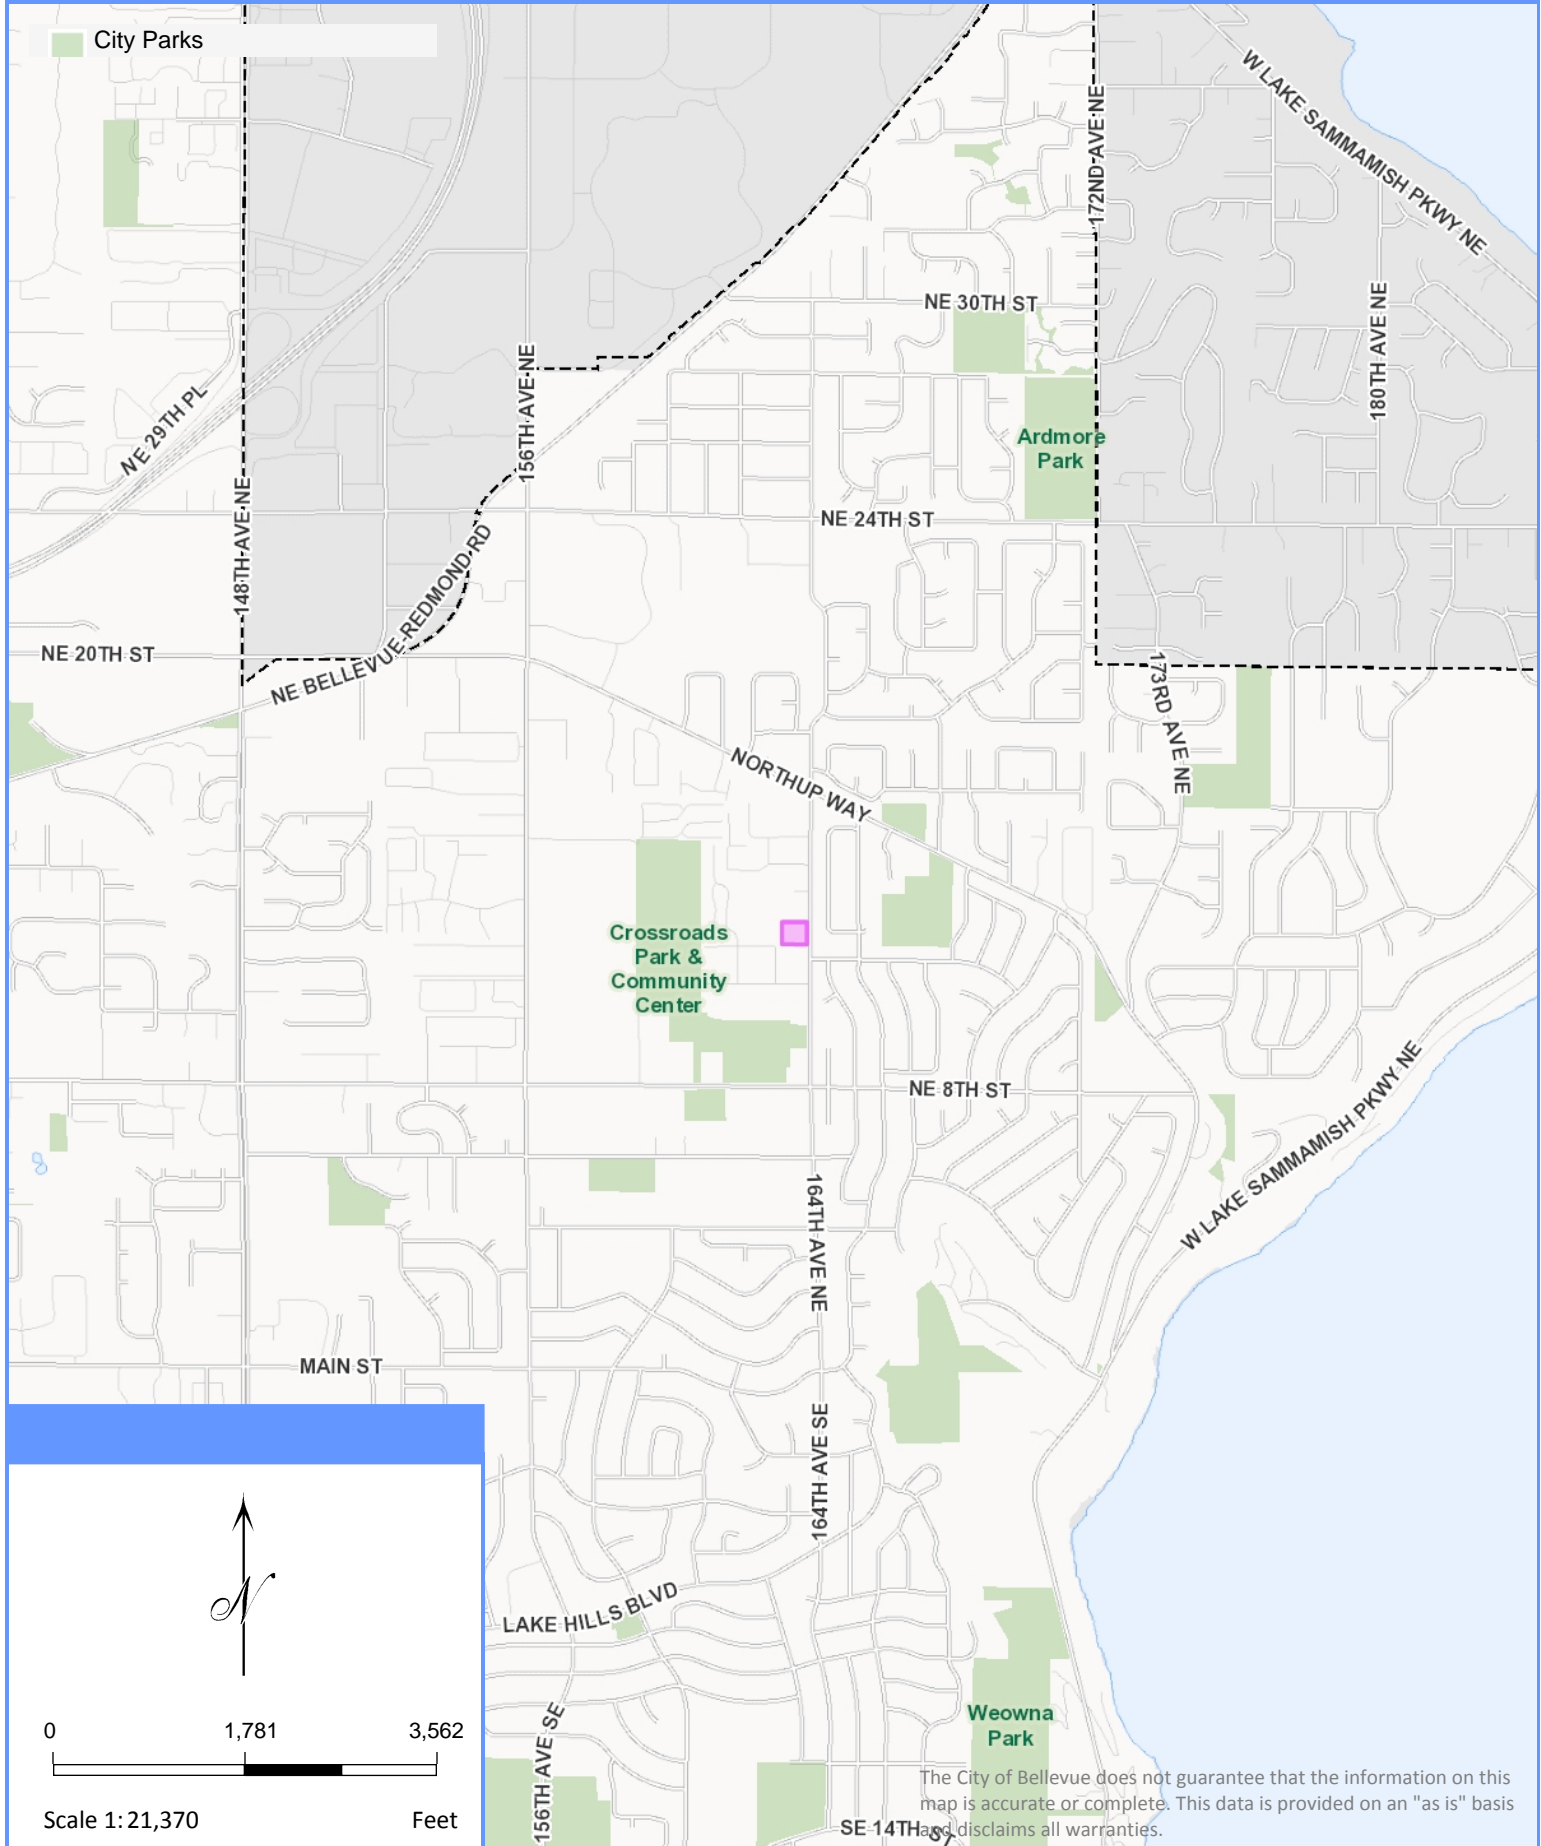 City Parks
W LAKE SAMMAMISH PKWY NE
172ND AVE NE
NE 30TH ST
180TH AVE NE
156TH AVE NE
NE 29TH PL
Ardmore
Park
148TH AVE NE
NE 24TH ST
NE BELLEVUE-REDMOND RD
NE 20TH ST
173RD AVE NE
NORTHUP WAY
Crossroads
Park &
Community
Center
NE 8TH ST
W LAKE SAMMAMISH PKWY NE
164TH AVE NE
MAIN ST
164TH AVE SE
N
LAKE HILLS BLVD
156TH AVE SE
Weowna
Park
0 1,781 3,562
Scale 1: 21,370 Feet
SE 14TH ST
The City of Bellevue does not guarantee that the information on this
map is accurate or complete. This data is provided on an "as is" basis
and disclaims all warranties.